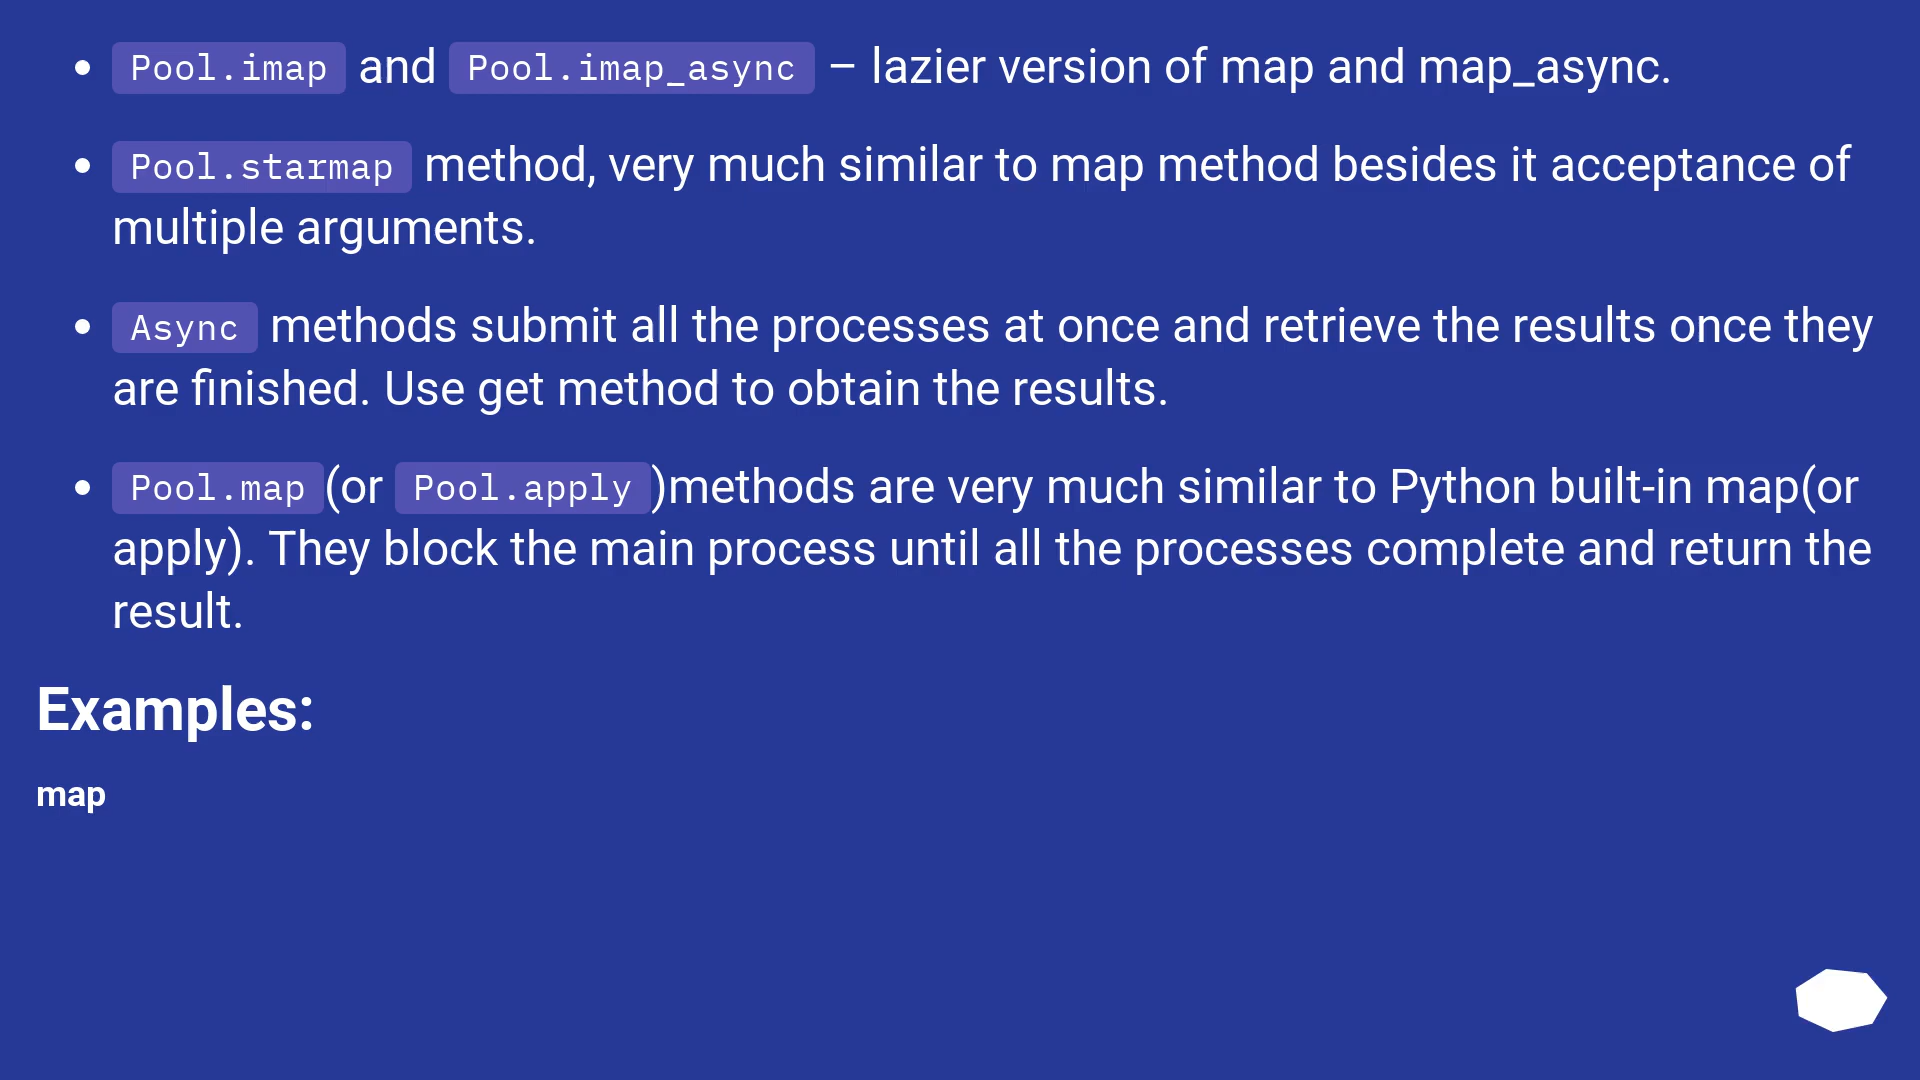 Pool.imap and Pool.imap_async – lazier version of map and map_async.
Pool.starmap method, very much similar to map method besides it acceptance of
multiple arguments.
Async methods submit all the processes at once and retrieve the results once they
are finished. Use get method to obtain the results.
Pool.map(or Pool.apply)methods are very much similar to Python built-in map(or
apply). They block the main process until all the processes complete and return the
result.
Examples:
map